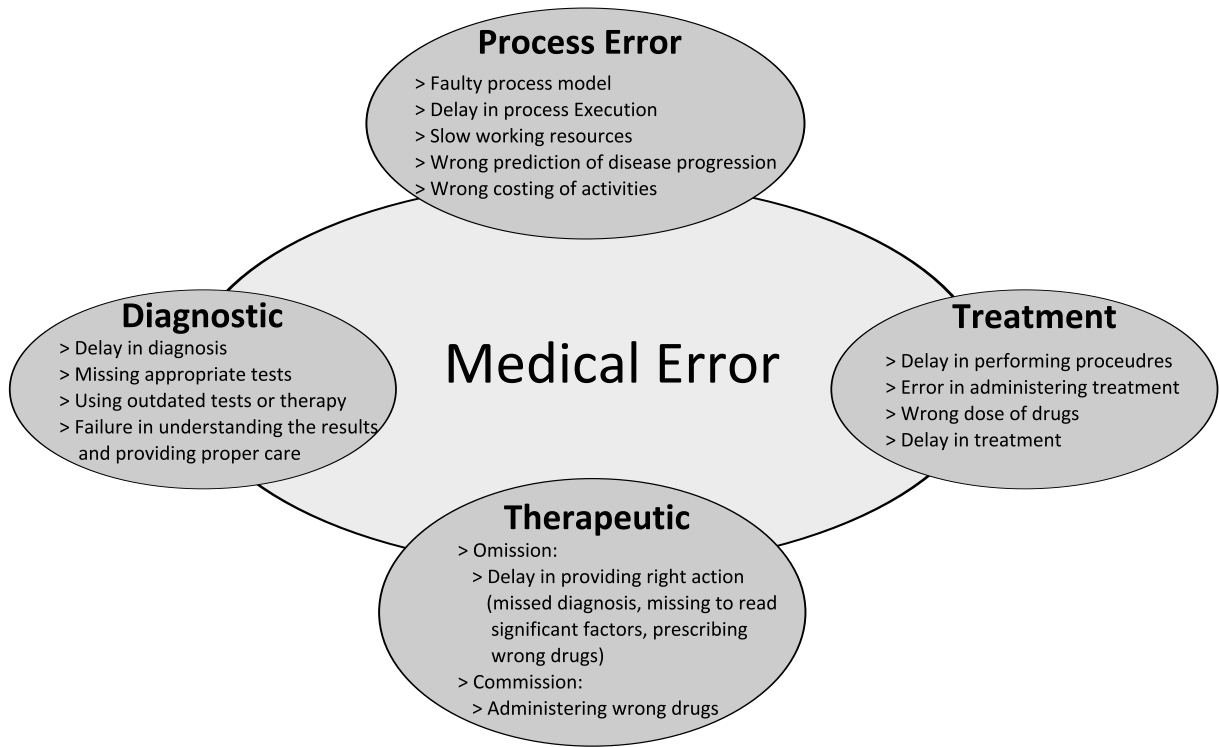 Process Error
> Faulty process model
> Delay in process Execution
> Slow working resources
> Wrong prediction of disease progression
> Wrong costing of activities
Diagnostic
> Delay in diagnosis
> Missing appropriate tests
> Using outdated tests or therapy
> Failure in understanding the results
and providing proper care
Medical Error
Treatment
> Delay in performing proceudres
> Error in administering treatment
> Wrong dose of drugs
> Delay in treatment
Therapeutic
> Omission:
> Delay in providing right action
(missed diagnosis, missing to read
significant factors, prescribing
wrong drugs)
> Commission:
> Administering wrong drugs